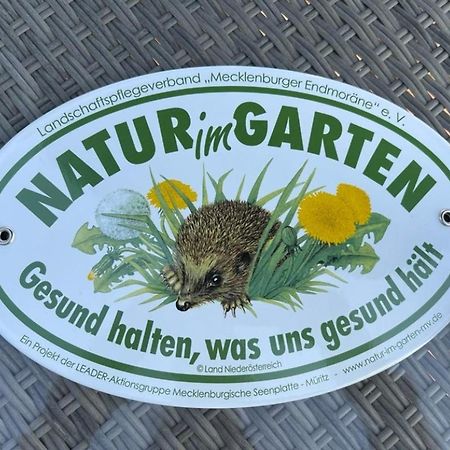 Landschaftspflegeverband „Mecklenburger Endmoräne" e. V.
NATUR im GARTEN
Gesund halten, was uns gesund hält
© Land Niederösterreich
Ein Projekt der LEADER-Aktionsgruppe Mecklenburgische Seenplatte - Müritz - www.natur-im-garten-mv.de